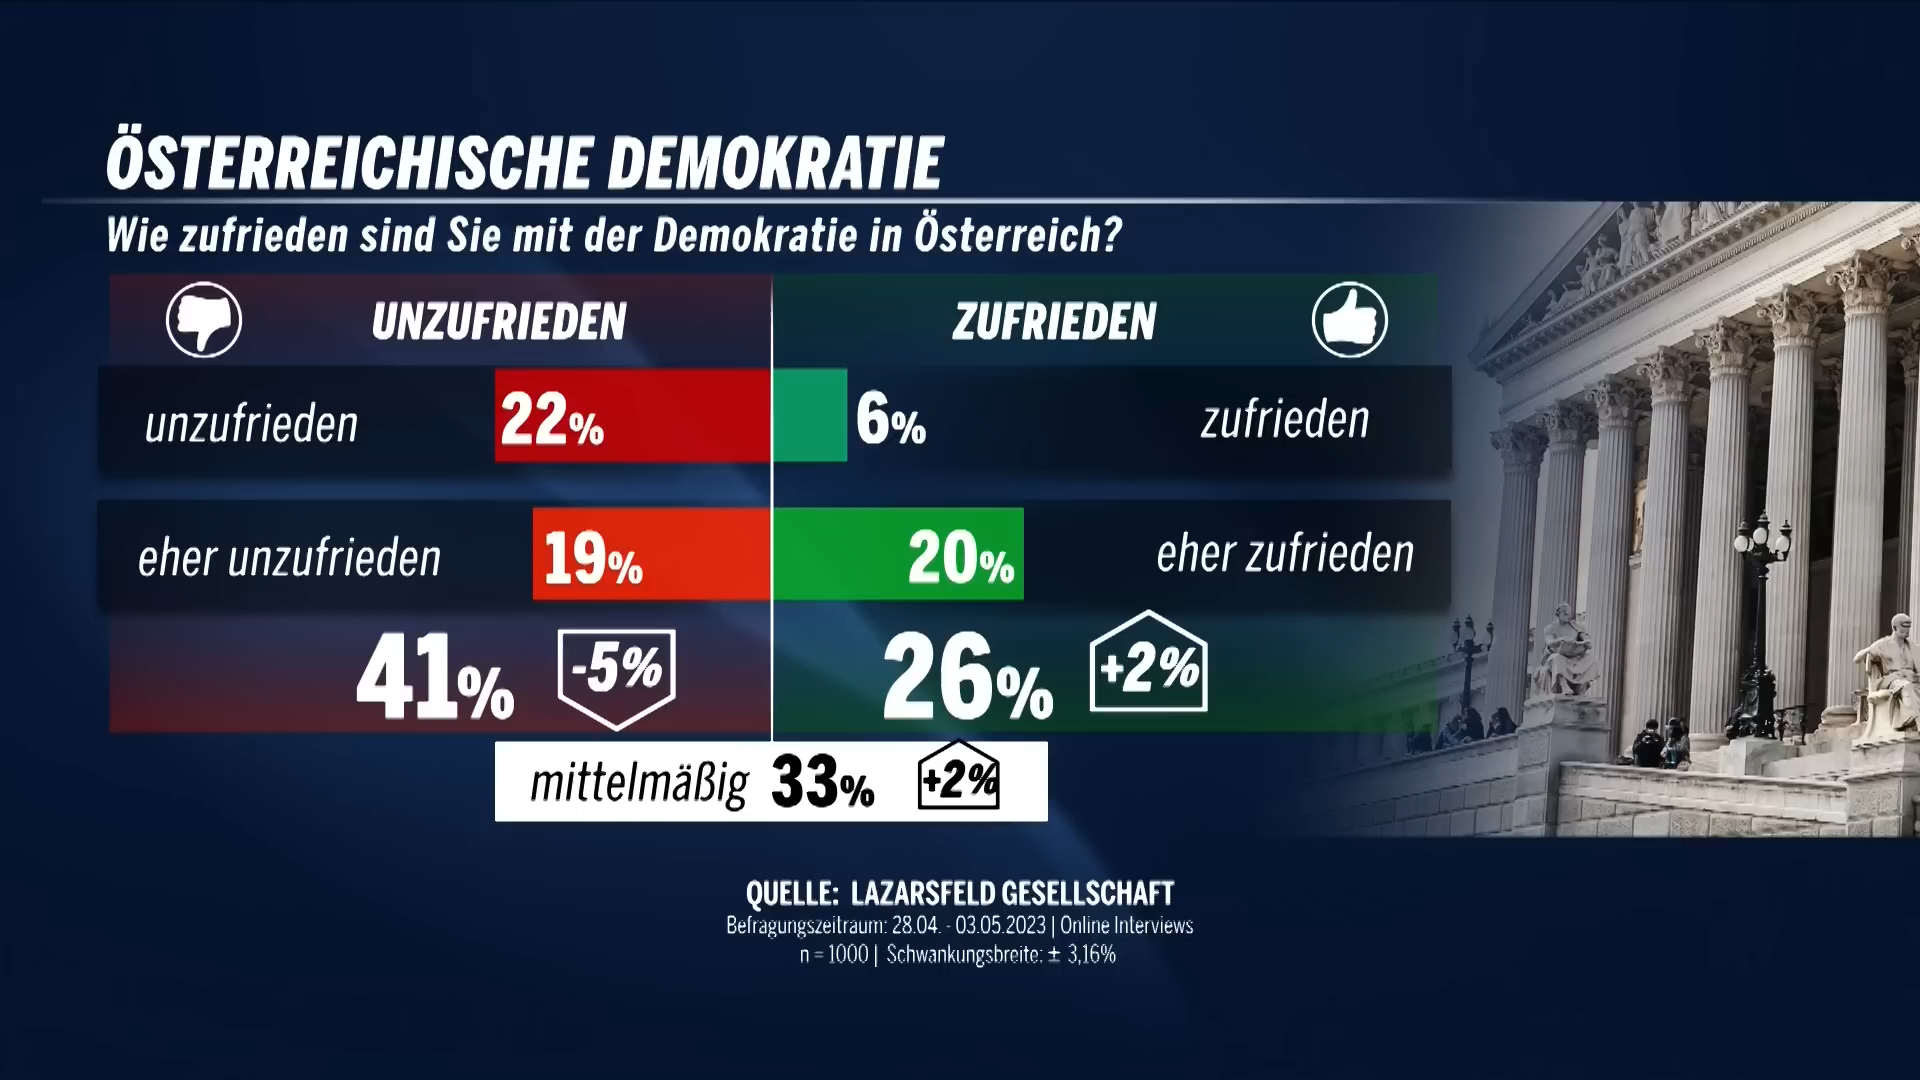 ÖSTERREICHISCHE DEMOKRATIE
Wie zufrieden sind Sie mit der Demokratie in Österreich?
UNZUFRIEDEN ZUFRIEDEN
unzufrieden 22% 6% zufrieden
eher unzufrieden 19% 20% eher zufrieden
41% -5% 26% +2%
mittelmäßig 33% +2%
QUELLE: LAZARSFELD GESELLSCHAFT
Befragungszeitraum: 28.04. - 03.05.2023 | Online Interviews
n = 1000 | Schwankungsbreite: ± 3,16%